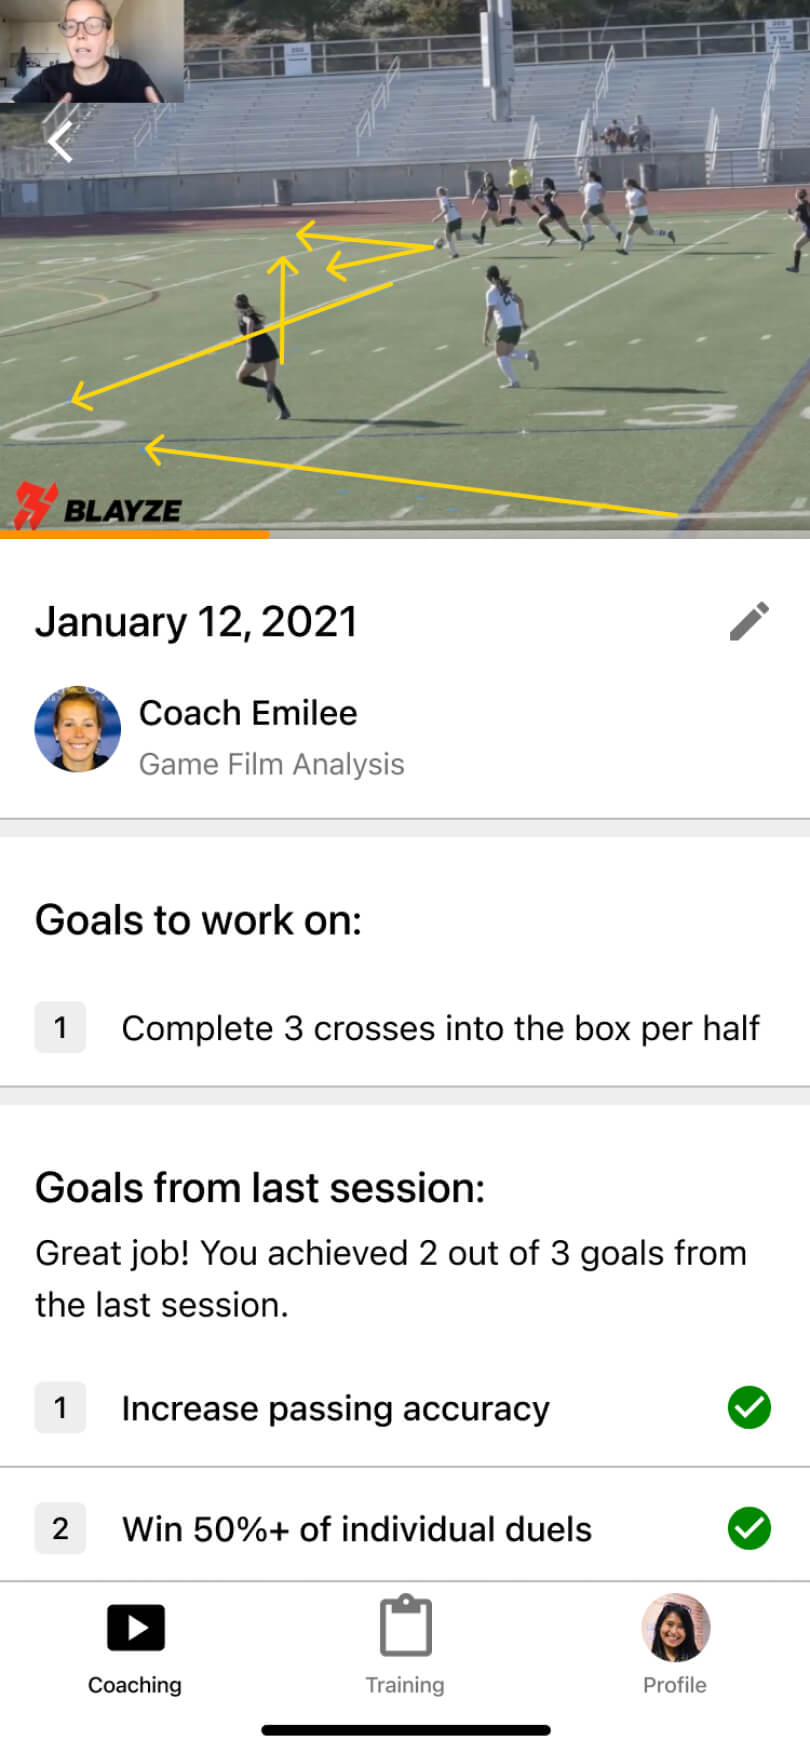 BLAYZE
January 12, 2021
Coach Emilee
Game Film Analysis
Goals to work on:
1 Complete 3 crosses into the box per half
Goals from last session:
Great job! You achieved 2 out of 3 goals from
the last session.
1 Increase passing accuracy
2 Win 50%+ of individual duels
Coaching Training Profile